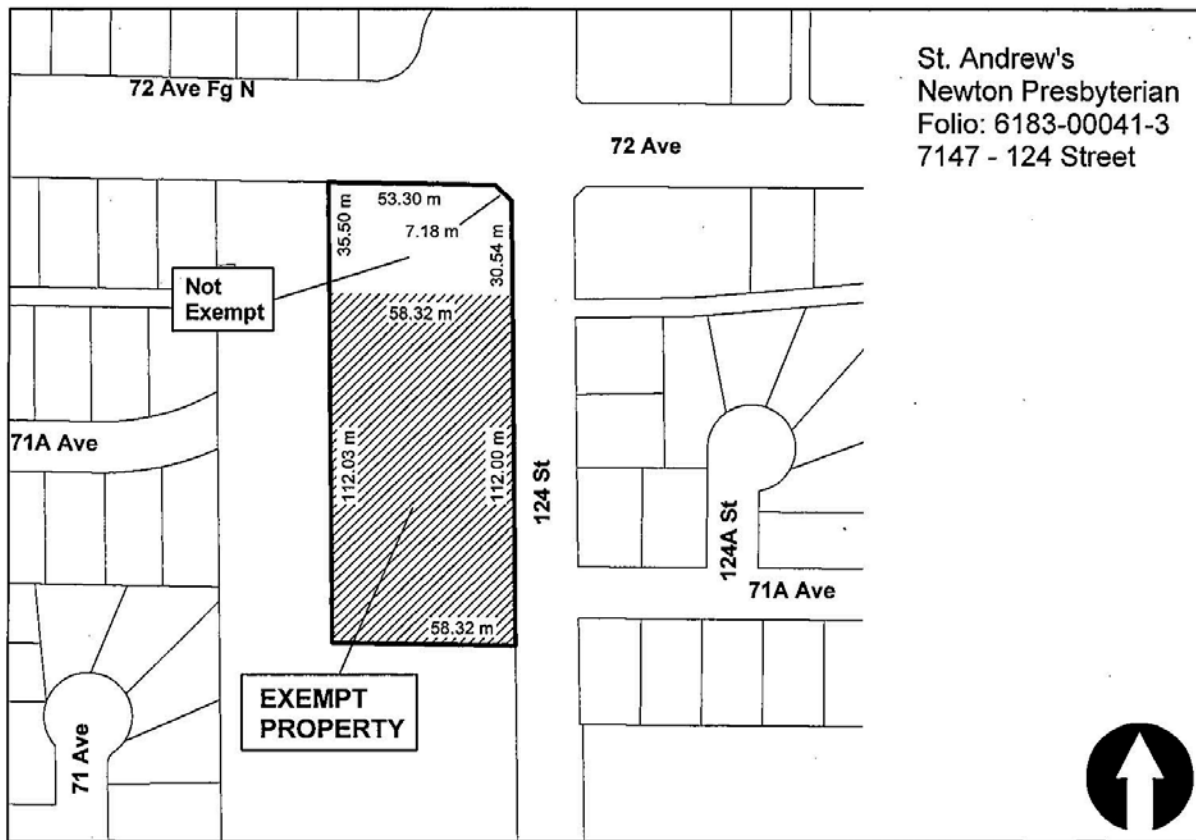 72 Ave Fg N
St. Andrew's
Newton Presbyterian
Folio: 6183-00041-3
7147 - 124 Street
72 Ave
53.30 m
7.18 m
35.50 m
30.54 m
Not
Exempt
58.32 m
71A Ave
112.03 m
112.00 m
124 St
124A St
71A Ave
58.32 m
EXEMPT
PROPERTY
71 Ave